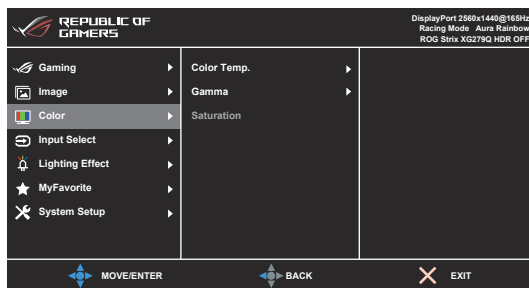 REPUBLIC OF
GAMERS
DisplayPort 2560x1440@165Hz
Racing Mode Aura Rainbow
ROG Strix XG279Q HDR OFF
Gaming
Image
Color
Input Select
Lighting Effect
MyFavorite
System Setup
Color Temp.
Gamma
Saturation
MOVE/ENTER
BACK
EXIT